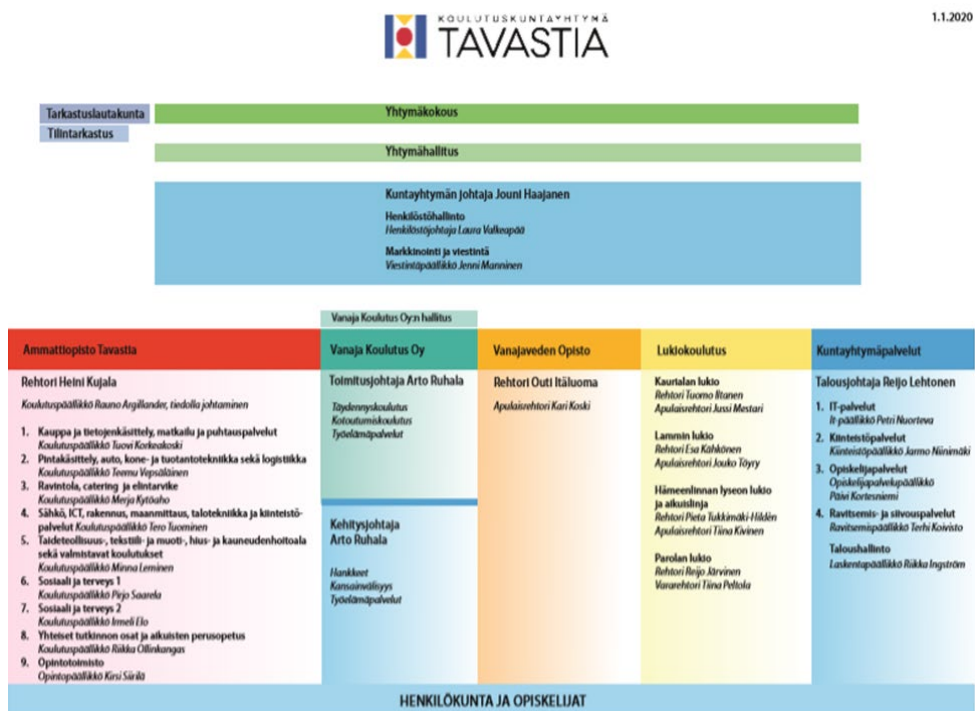 KOULUTUSKUNTAYHTYMÄ
TAVASTIA
1.1.2020
Tarkastuslautakunta
Tilintarkastus
Yhtymäkokous
Yhtymähallitus
Kuntayhtymän johtaja Jouni Haajanen
Henkilöstöhallinto
Henkilöstöjohtaja Laura Valkeapää
Markkinointi ja viestintä
Viestintäpäällikkö Jenni Manninen
Vanaja Koulutus Oy:n hallitus
Ammattiopisto Tavastia
Rehtori Heini Kujala
Koulutuspäällikkö Rauno Argillander, tiedolla johtaminen
1. Kauppa ja tietojenkäsittely, matkailu ja puhtauspalvelut
Koulutuspäällikkö Tuovi Korkeakoski
2. Pintakäsittely, auto, kone- ja tuotantotekniikka sekä logistiikka
Koulutuspäällikkö Teemu Vepsäläinen
3. Ravintola, catering ja elintarvike
Koulutuspäällikkö Merja Kytöaho
4. Sähkö, ICT, rakennus, maanmittaus, talotekniikka ja kiinteistö-
palvelut Koulutuspäällikkö Tero Tuominen
5. Taideteollisuus-, tekstiili- ja muoti-, hius- ja kauneudenhoitoala
sekä valmistavat koulutukset
Koulutuspäällikkö Minna Leminen
6. Sosiaali ja terveys 1
Koulutuspäällikkö Pirjo Saarela
7. Sosiaali ja terveys 2
Koulutuspäällikkö Irmeli Elo
8. Yhteiset tutkinnon osat ja aikuisten perusopetus
Koulutuspäällikkö Riikka Ollinkangas
9. Opintotoimisto
Opintopäällikkö Kirsi Siirilä
Vanaja Koulutus Oy
Toimitusjohtaja Arto Ruhala
Täydennyskoulutus
Kotoutumiskoulutus
Työelämäpalvelut
Kehitysjohtaja
Arto Ruhala
Hankkeet
Kansainvälisyys
Työelämäpalvelut
Vanajaveden Opisto
Rehtori Outi Itäluoma
Apulaisrehtori Kari Koski
Lukiokoulutus
Kaurialan lukio
Rehtori Tuomo Iltanen
Apulaisrehtori Jussi Mestari
Lammin lukio
Rehtori Esa Kähkönen
Apulaisrehtori Jouko Töyry
Hämeenlinnan lyseon lukio
ja aikuislinja
Rehtori Pieta Tukkimäki-Hildén
Apulaisrehtori Tiina Kivinen
Parolan lukio
Rehtori Reijo Järvinen
Vararehtori Tiina Peltola
Kuntayhtymäpalvelut
Talousjohtaja Reijo Lehtonen
1. IT-palvelut
It-päällikkö Petri Nuorteva
2. Kiinteistöpalvelut
Kiinteistöpäällikkö Jarmo Niinimäki
3. Opiskelijapalvelut
Opiskelijapalvelupäällikkö
Päivi Kortesniemi
4. Ravitsemis- ja siivouspalvelut
Ravitsemispäällikkö Terhi Koivisto
Taloushallinto
Laskentapäällikkö Riikka Ingström
HENKILÖKUNTA JA OPISKELIJAT